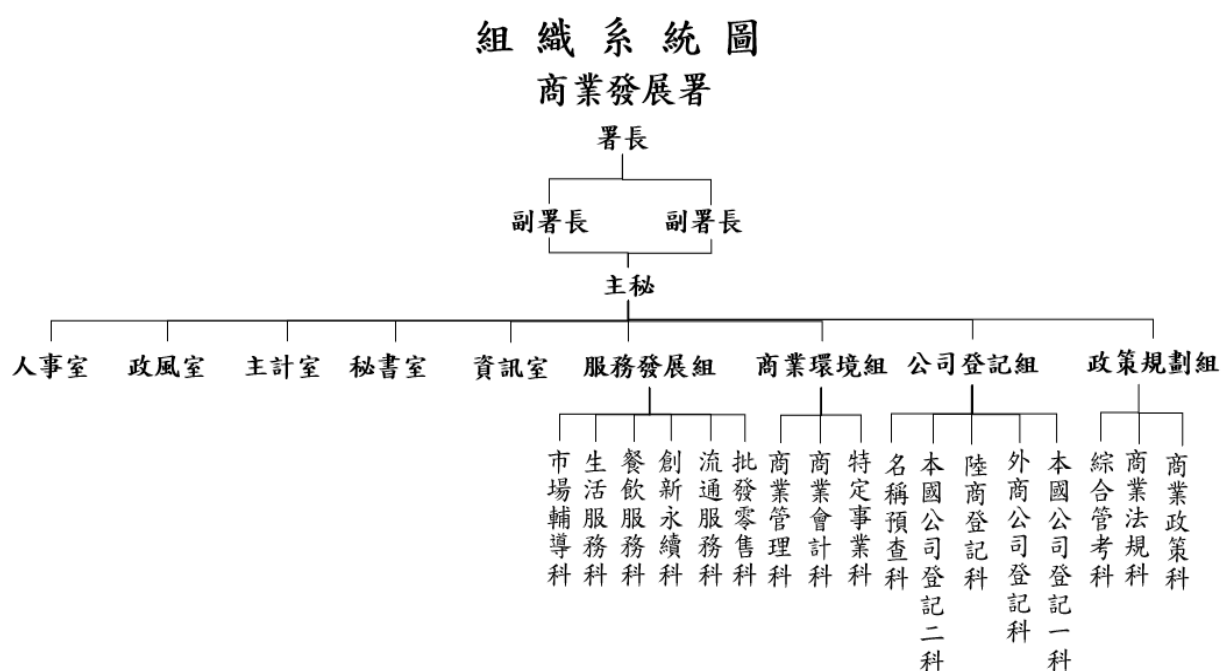 組織系統圖
商業發展署
署長
副署長
副署長
主秘
人事室
政風室
主計室
秘書室
資訊室
服務發展組
商業環境組
公司登記組
政策規劃組
市場輔導科
生活服務科
餐飲服務科
創新永續科
流通服務科
批發零售科
商業管理科
商業會計科
特定事業科
名稱預查科
本國公司登記二科
陸商登記科
外商公司登記科
本國公司登記一科
綜合管考科
商業法規科
商業政策科